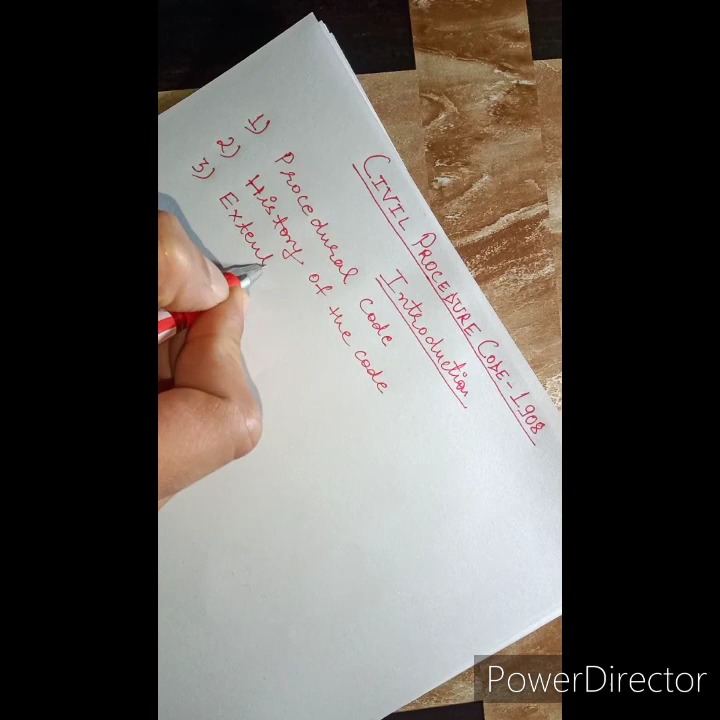 CIVIL PROCEDURE CODE - 1908
Introduction
1) Procedural code
2) History of the code
3) Extent
PowerDirector